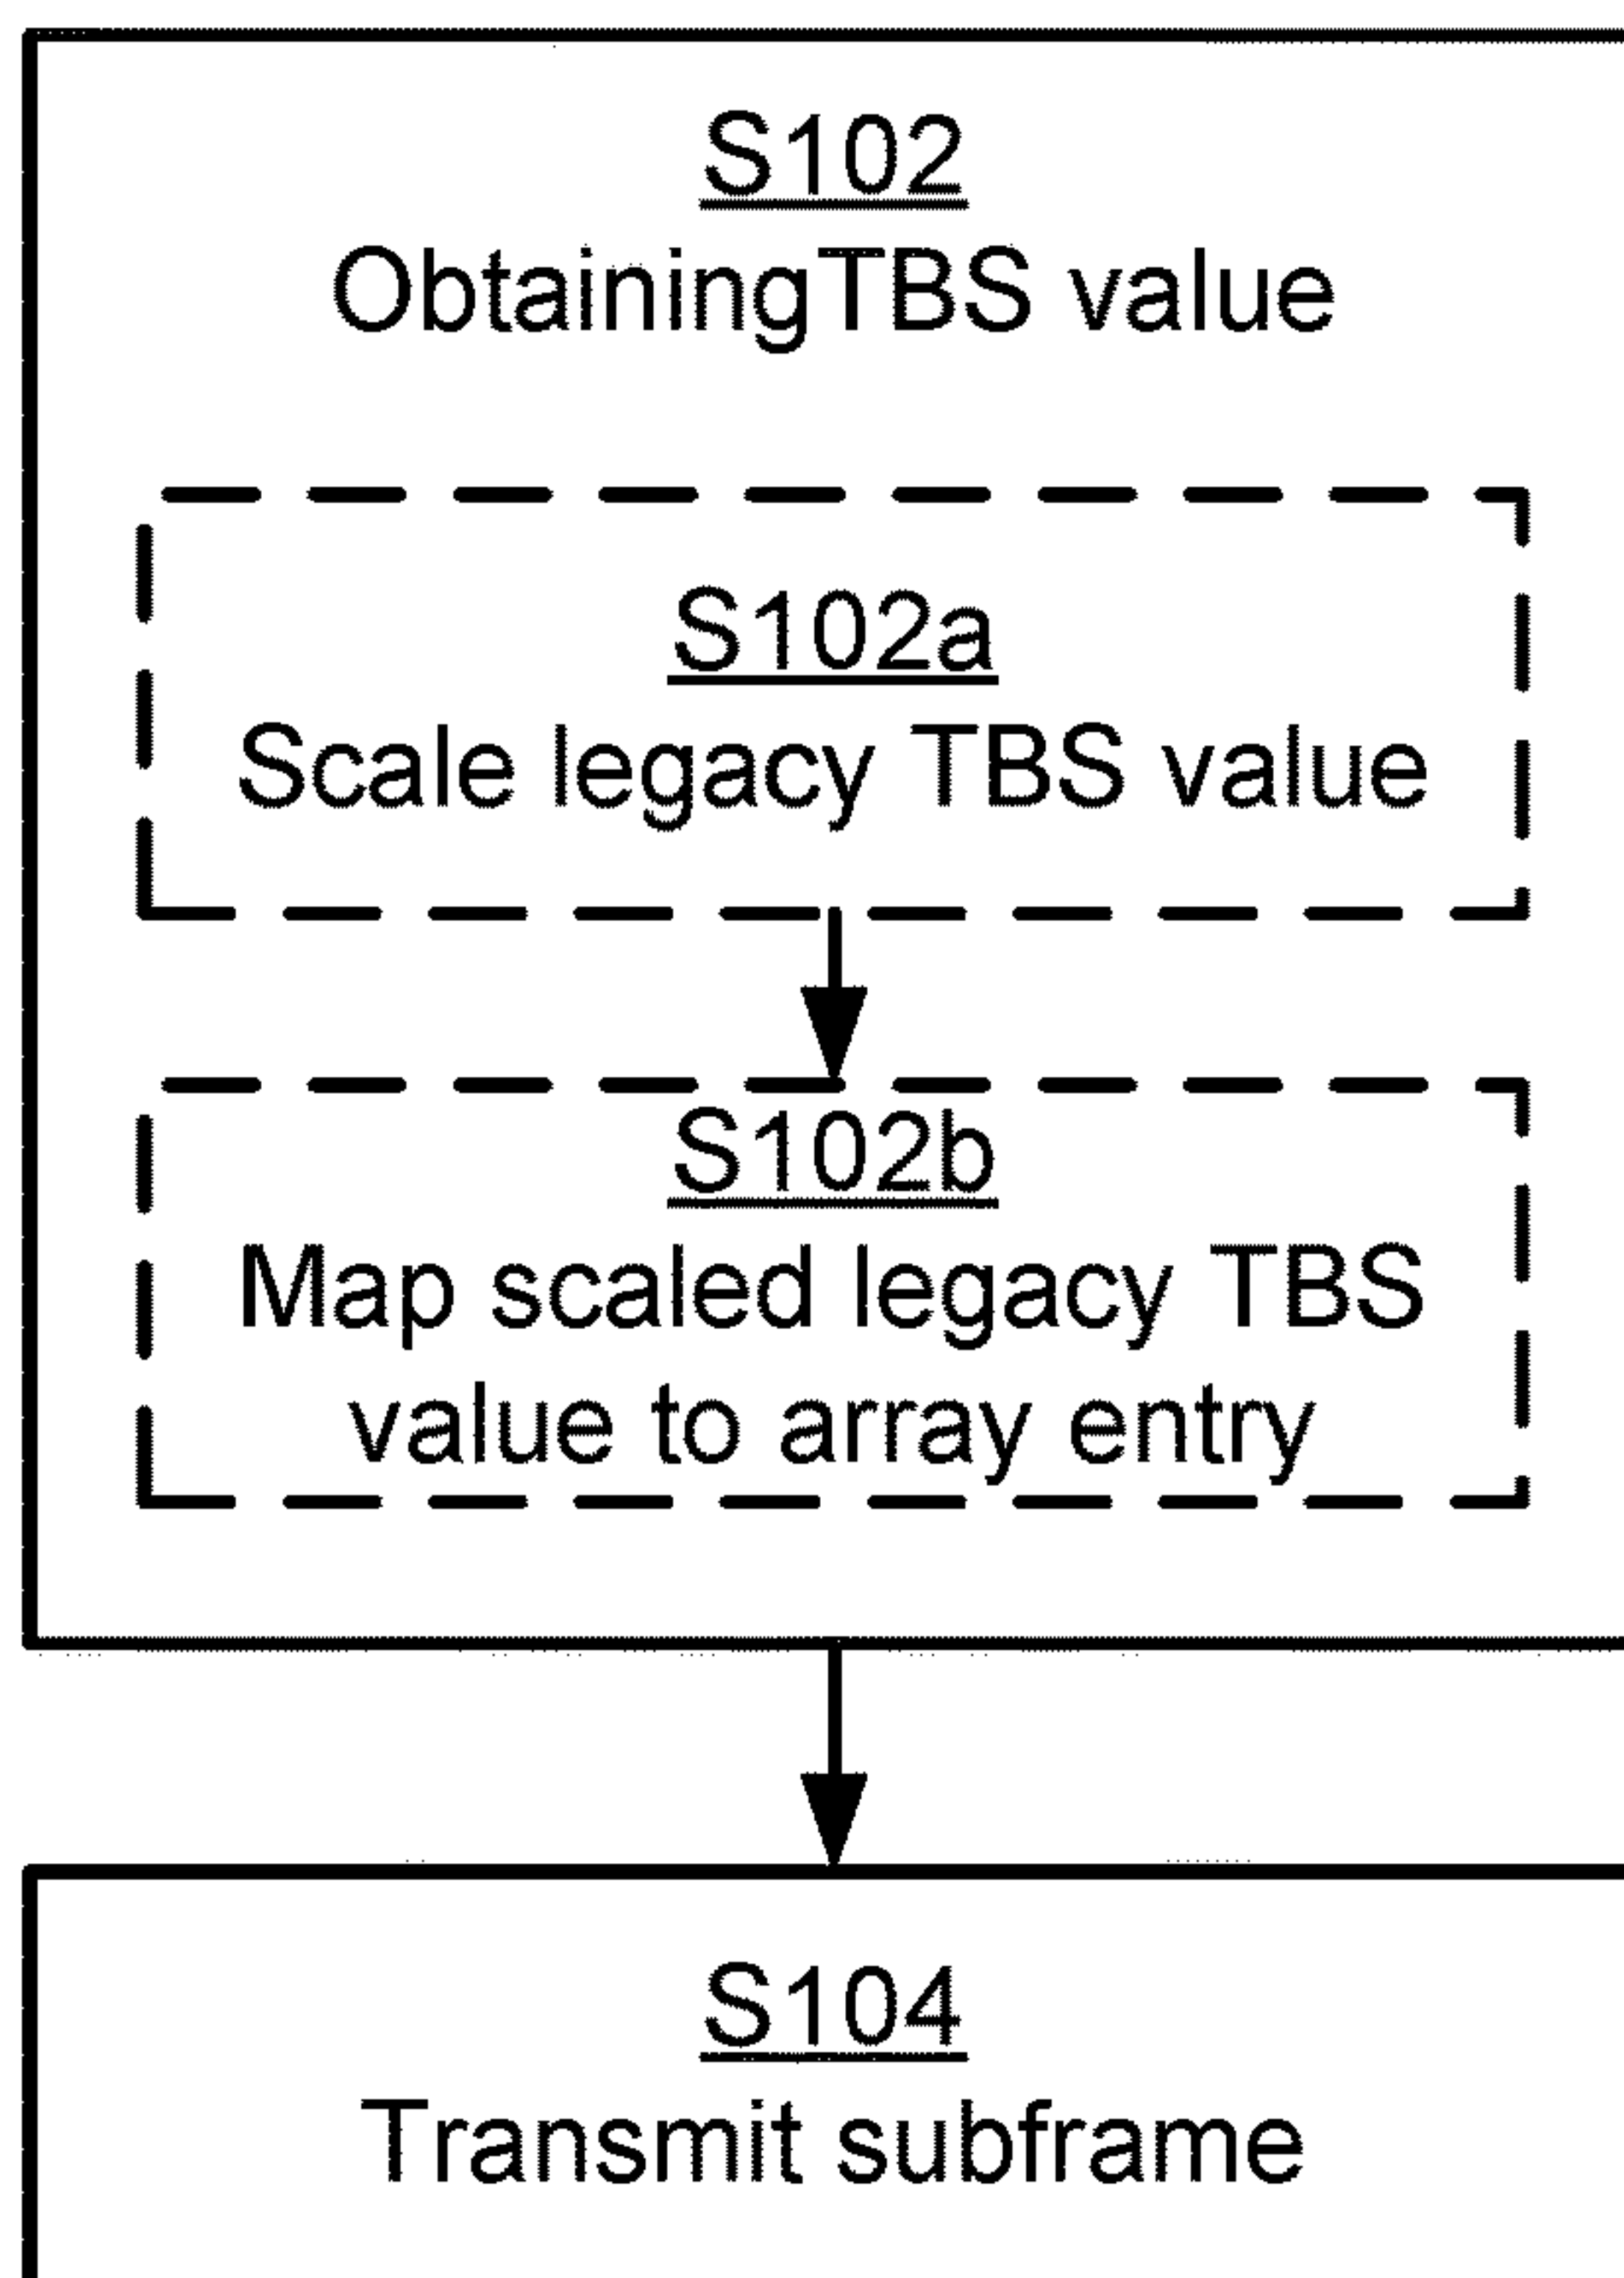 S102
ObtainingTBS value
S102a
Scale legacy TBS value
S102b
Map scaled legacy TBS
value to array entry
S104
Transmit subframe